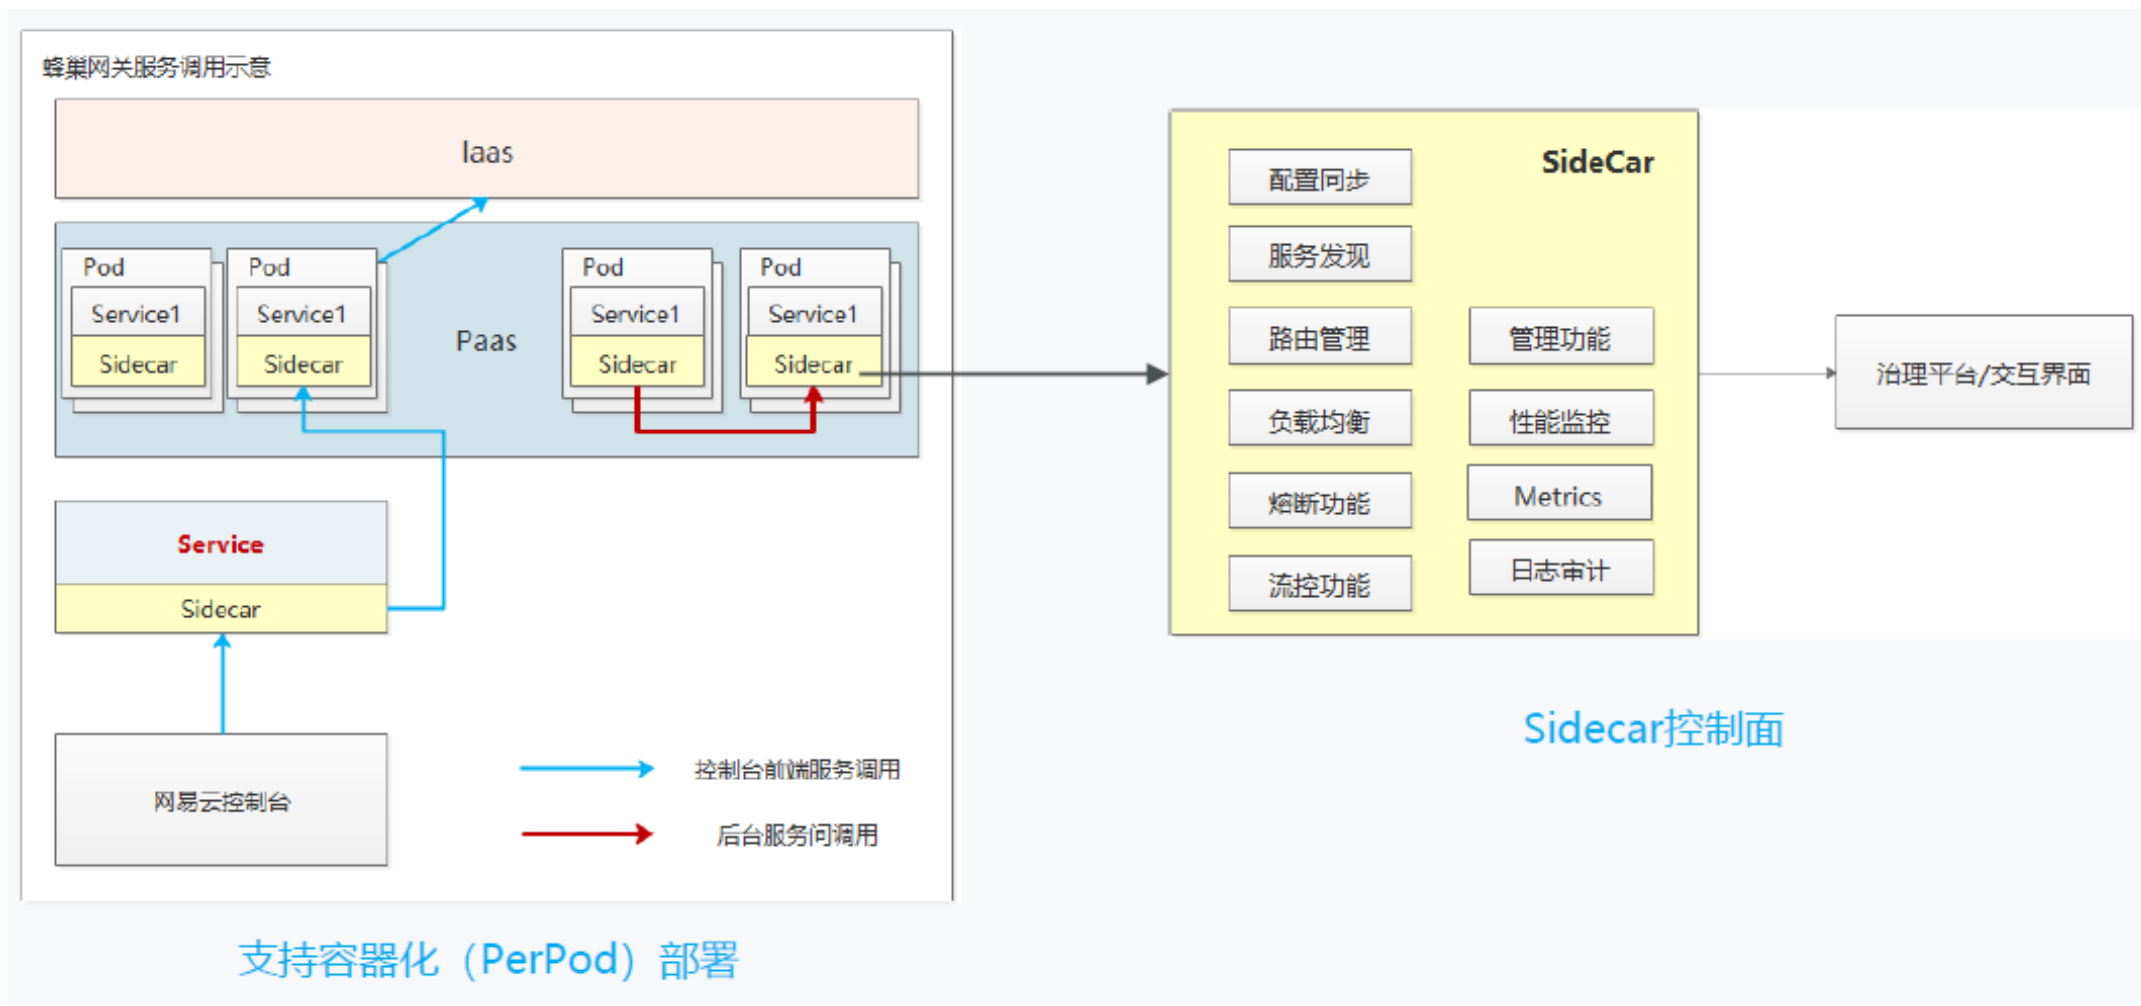 蜂巢网关服务调用示意
Iaas
Pod
Pod
Pod
Pod
Service1
Service1
Service1
Service1
Paas
Sidecar
Sidecar
Sidecar
Sidecar
Service
Sidecar
网易云控制台
控制台前端服务调用
后台服务问调用
支持容器化（PerPod）部署
SideCar
配置同步
服务发现
路由管理
管理功能
负载均衡
性能监控
熔断功能
Metrics
流控功能
日志审计
治理平台/交互界面
Sidecar控制面